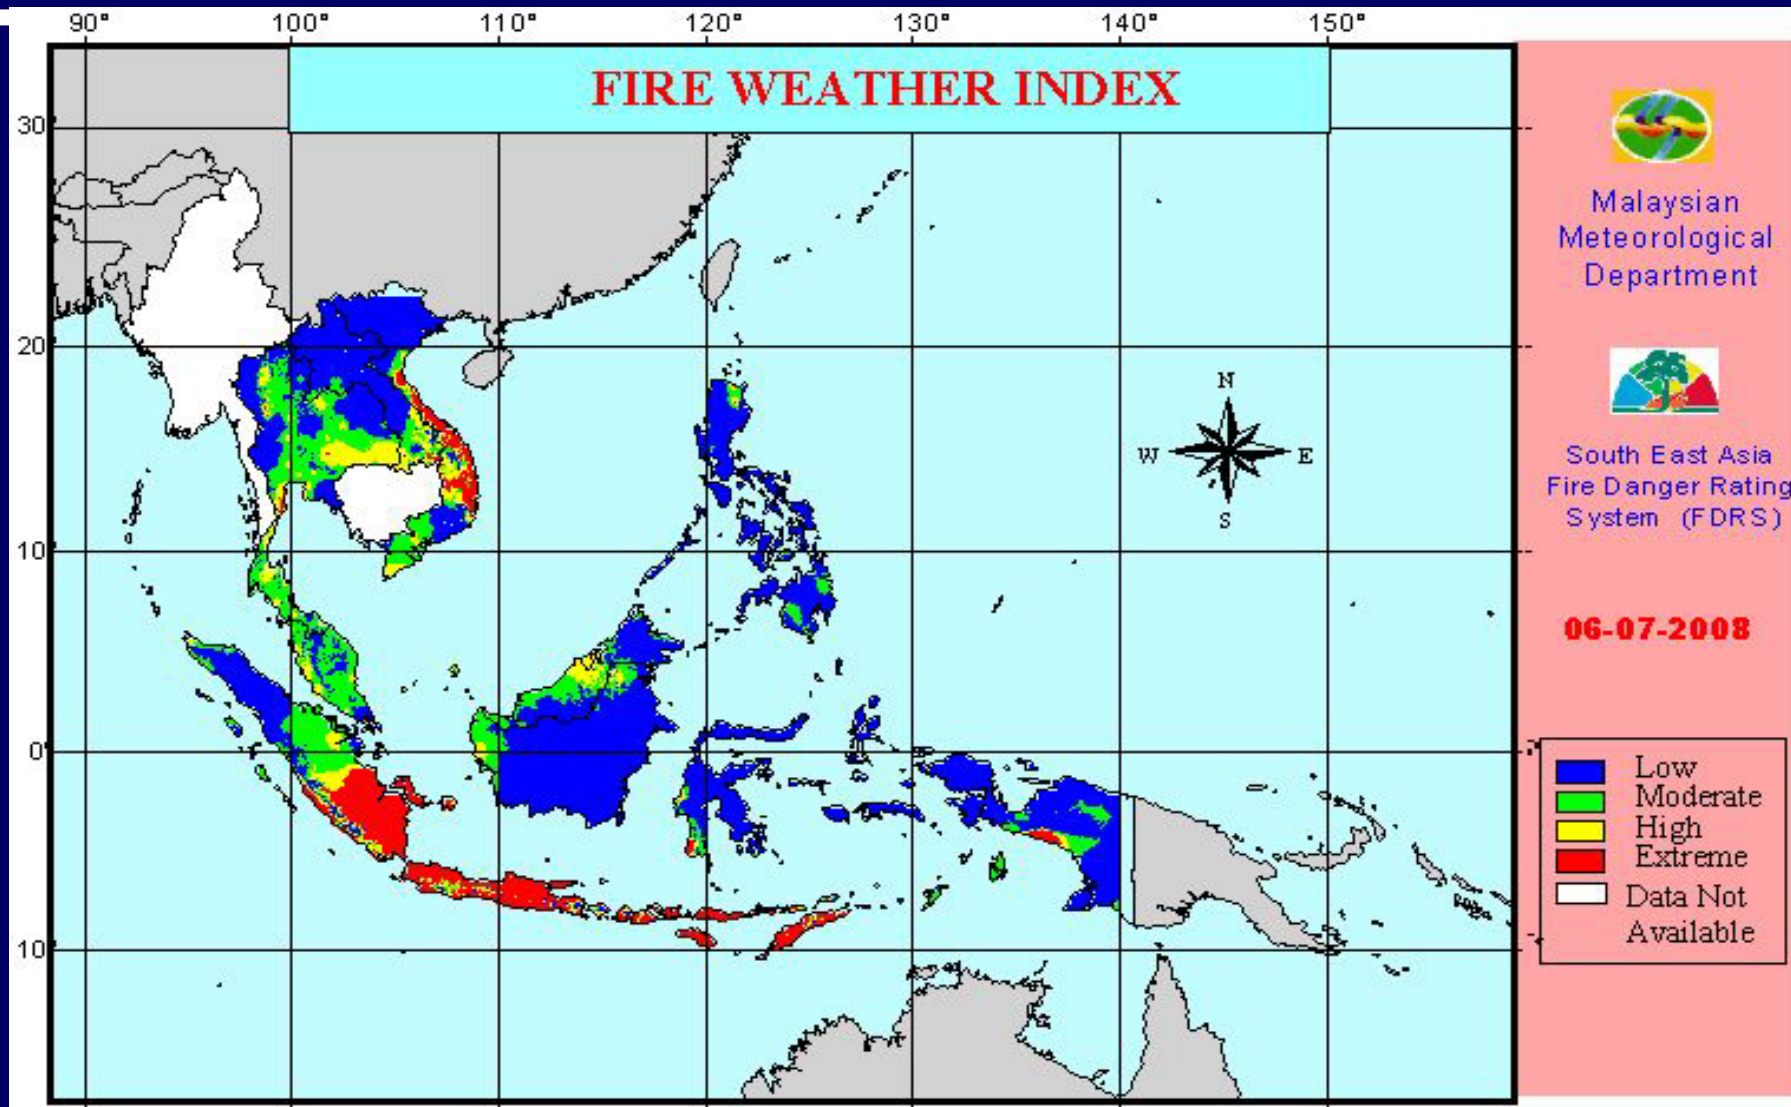 90° 100° 110° 120° 130° 140° 150°
FIRE WEATHER INDEX
30°
20°
10°
0°
10°
N
W E
S
Malaysian
Meteorological
Department
South East Asia
Fire Danger Rating
System (FDRS)
06-07-2008
Low
Moderate
High
Extreme
Data Not
Available